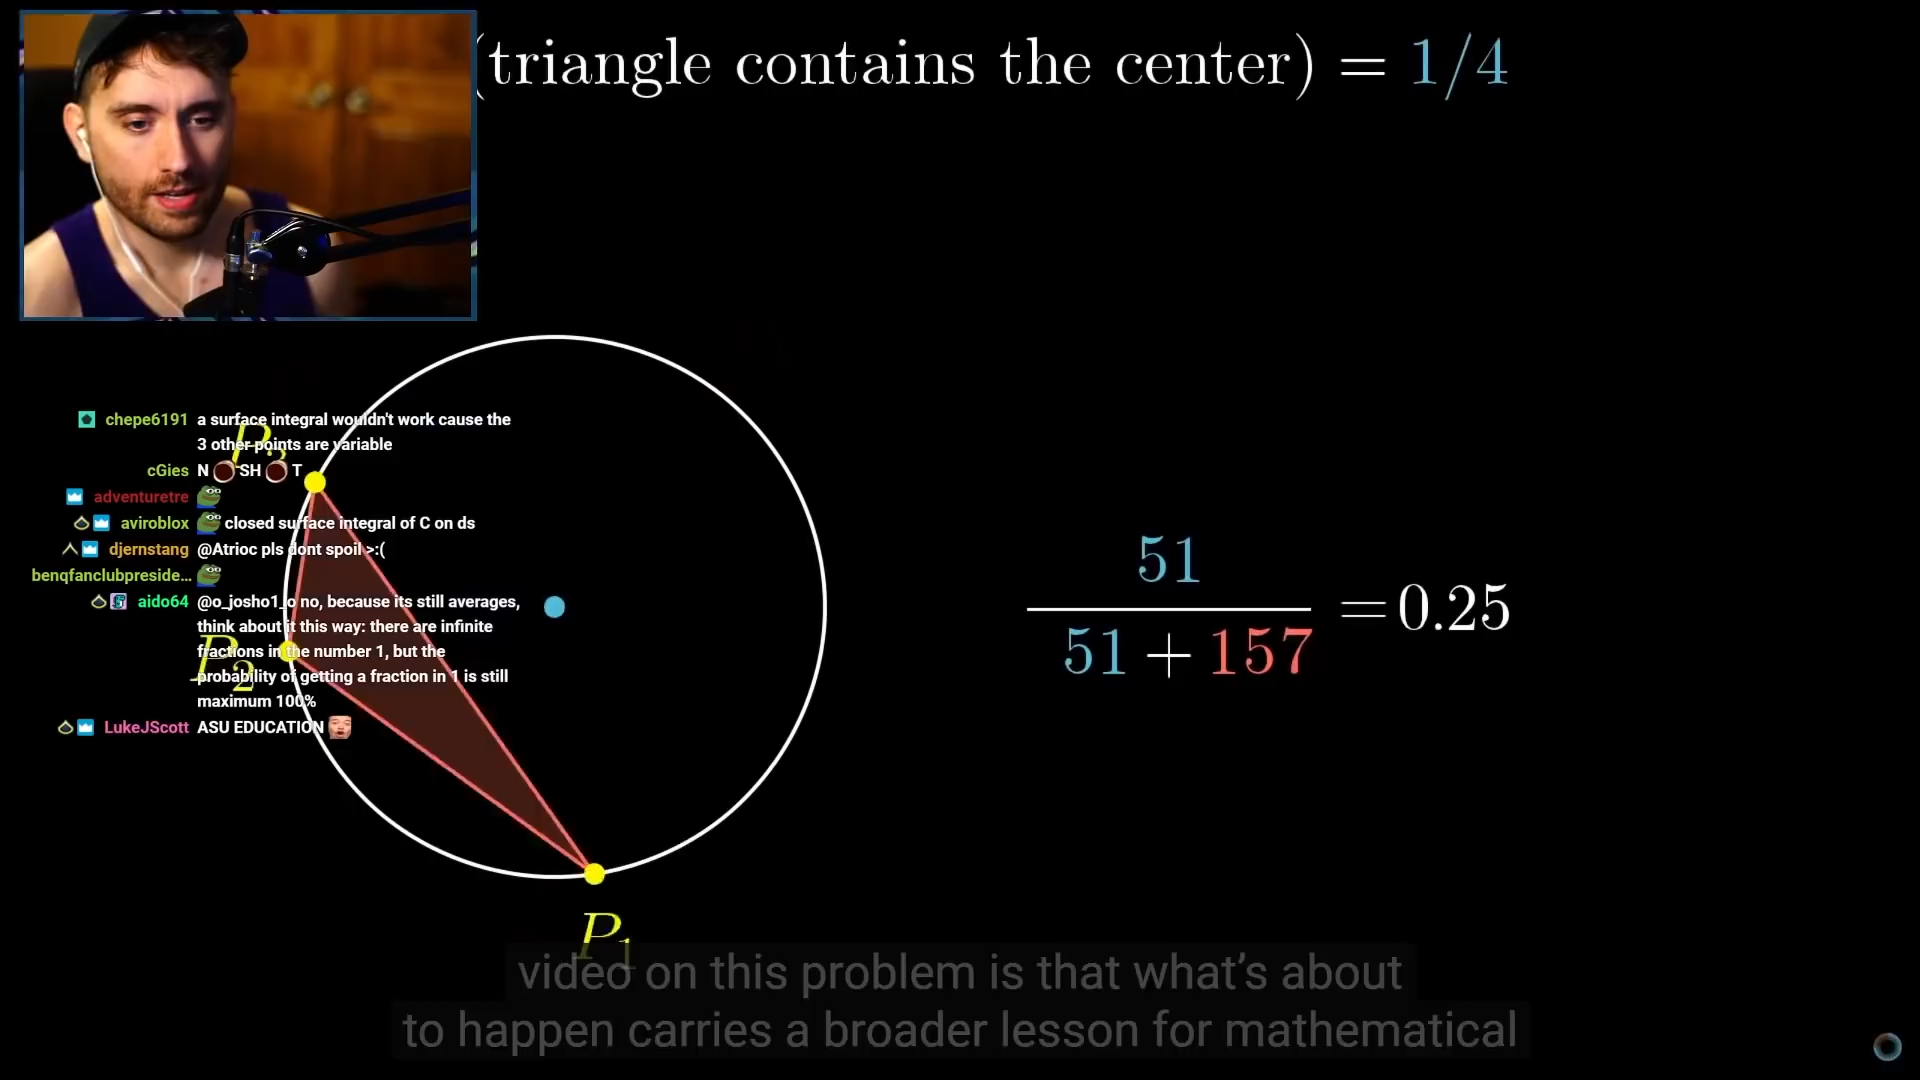 (triangle contains the center) = 1/4
chepe6191 a surface integral wouldn't work cause the
3 other points are variable
cGies N SH T
adventuretre
aviroblox closed surface integral of C on ds
djernstang @Atrioc pls dont spoil >:(
benqfanclubpreside...
aido64 @o_josho1_o no, because its still averages,
think about it this way: there are infinite
fractions in the number 1, but the
probability of getting a fraction in 1 is still
maximum 100%
LukeJScott ASU EDUCATION
P3
P2
P1
51
51 + 157
= 0.25
video on this problem is that what's about
to happen carries a broader lesson for mathematical